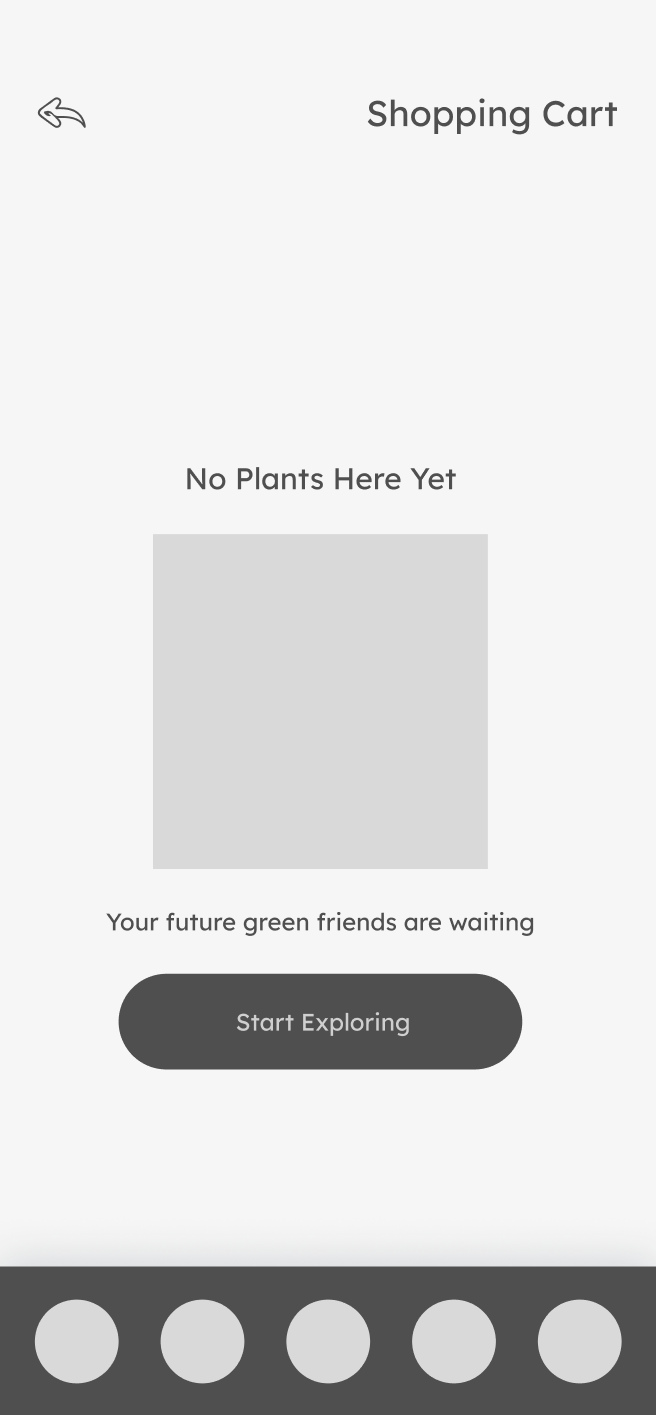 Shopping Cart
No Plants Here Yet
Your future green friends are waiting
Start Exploring